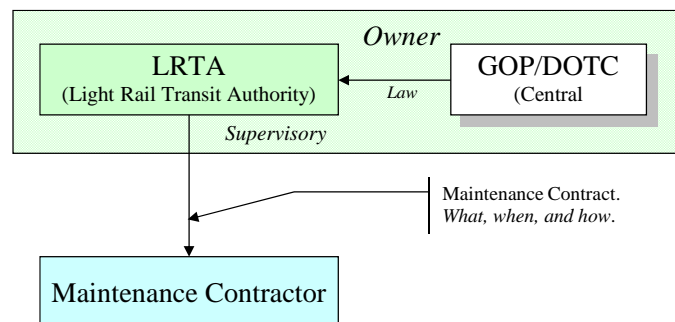 Owner
LRTA
(Light Rail Transit Authority)
Law
GOP/DOTC
(Central
Supervisory
Maintenance Contract.
What, when, and how.
Maintenance Contractor